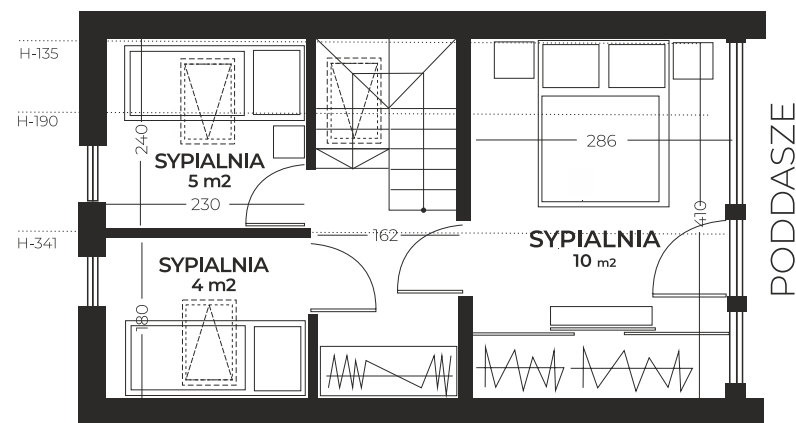 H-135
H-190
H-341
240
SYPIALNIA
5 m2
230
SYPIALNIA
4 m2
180
162
286
410
SYPIALNIA
10 m2
PODDASZE